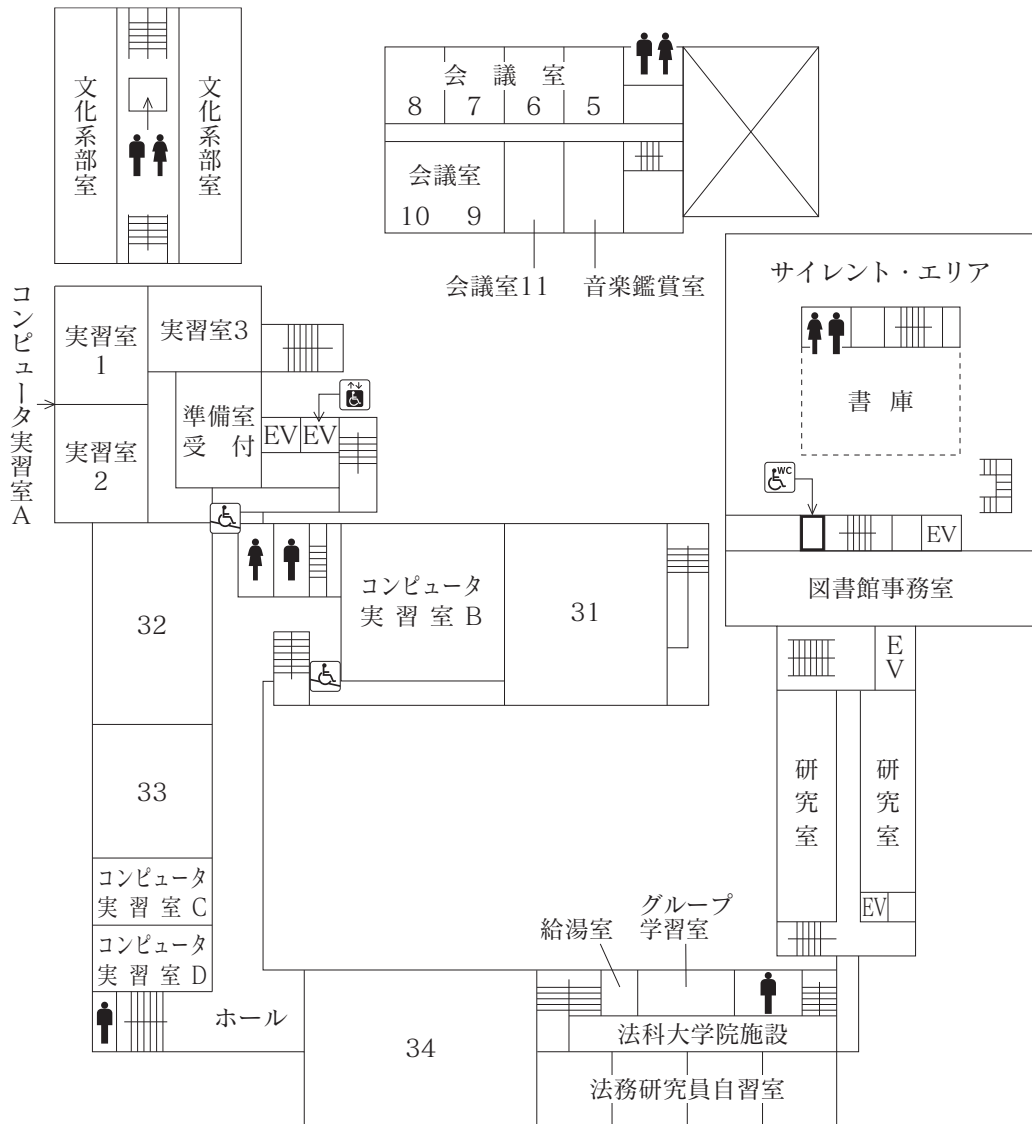 文化系部室
文化系部室
会議室
8 7 6 5
会議室
10 9
会議室11
音楽鑑賞室
サイレント・エリア
書庫
WC
EV
図書館事務室
コンピュータ実習室A
実習室
1
実習室3
実習室
2
準備室
受付
EV
EV
コンピュータ
実習室B
31
32
33
コンピュータ
実習室C
コンピュータ
実習室D
ホール
34
EV
研究室
研究室
EV
給湯室
グループ
学習室
法科大学院施設
法務研究員自習室